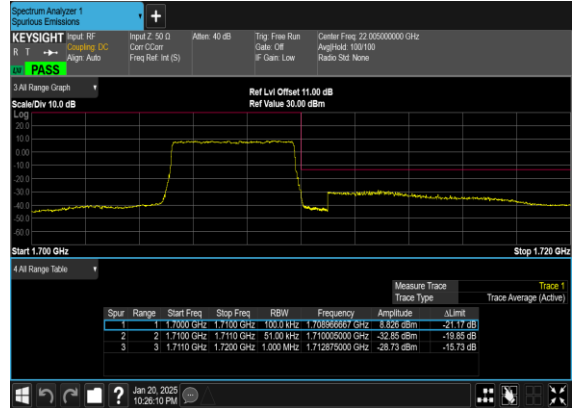 Spectrum Analyzer 1
Spurious Emissions
KEYSIGHT Input: RF Input Z: 50 Ω Atten: 40 dB Trig: Free Run Center Freq: 22.005000000 GHz
R T Coupling: DC Corr CCorr Gate: Off Avg|Hold: 100/100
Align: Auto Freq Ref: Int (S) IF Gain: Low Radio Std: None
PASS
3 All Range Graph Ref Lvl Offset 11.00 dB
Scale/Div 10.0 dB Ref Value 30.00 dBm
Log
20.0
10.0
0.00
-10.0
-20.0
-30.0
-40.0
-50.0
-60.0
Start 1.700 GHz Stop 1.720 GHz
4 All Range Table
Measure Trace Trace 1
Trace Type Trace Average (Active)
Spur Range Start Freq Stop Freq RBW Frequency Amplitude ΔLimit
1 1 1.7000 GHz 1.7100 GHz 100.0 kHz 1.708966667 GHz 8.826 dBm -21.17 dB
2 2 1.7100 GHz 1.7110 GHz 51.00 kHz 1.710005000 GHz -32.85 dBm -19.85 dB
3 3 1.7110 GHz 1.7200 GHz 1.000 MHz 1.712875000 GHz -28.73 dBm -15.73 dB
? Jan 20, 2025
10:26:10 PM